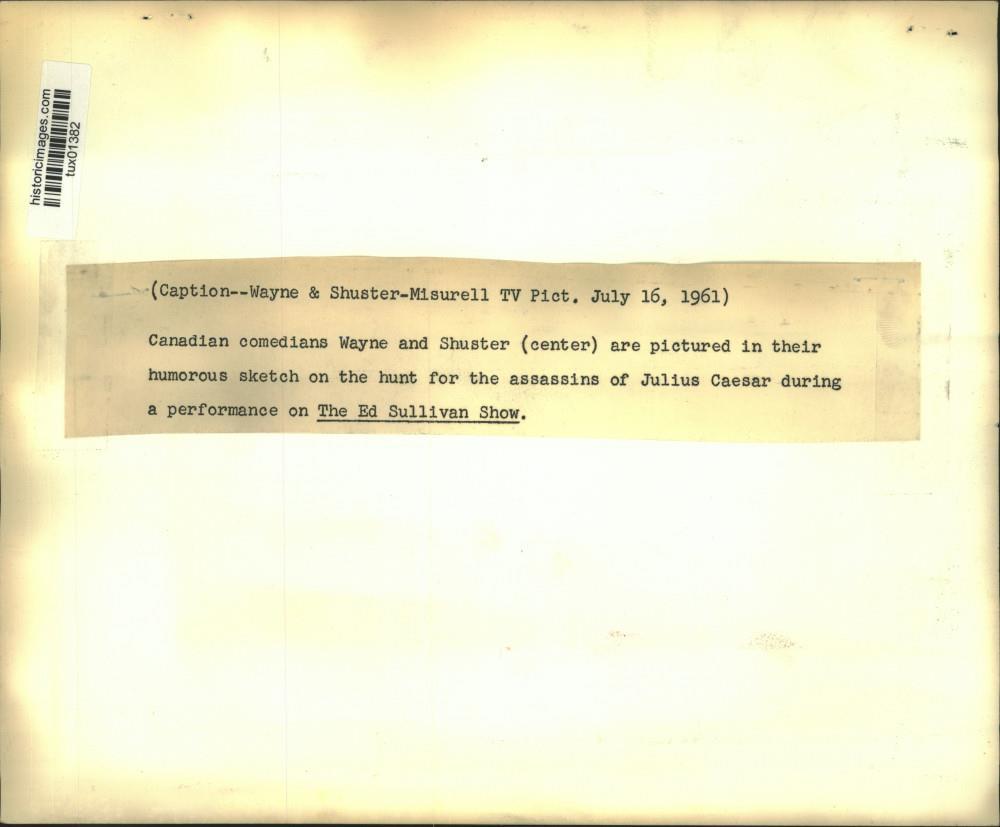 historicimages.com
tux01382
(Caption--Wayne & Shuster-Misurell TV Pict. July 16, 1961)
Canadian comedians Wayne and Shuster (center) are pictured in their
humorous sketch on the hunt for the assassins of Julius Caesar during
a performance on The Ed Sullivan Show.